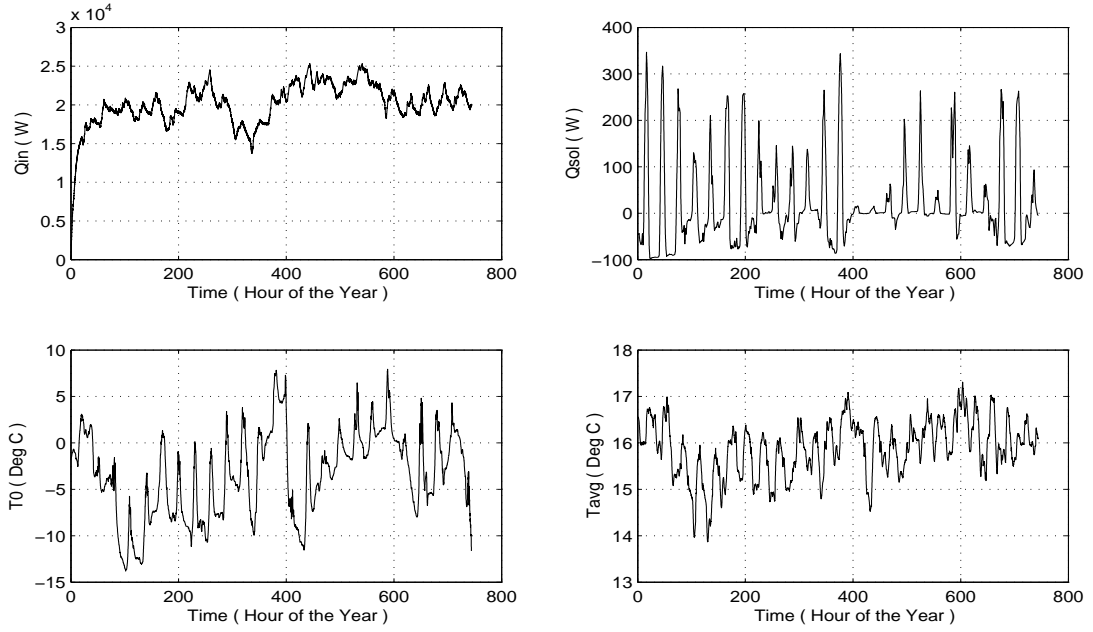 x 10^4
3
2.5
2
1.5
1
0.5
0
Qin ( W )
0 200 400 600 800
Time ( Hour of the Year )
400
300
200
100
0
−100
Qsol ( W )
0 200 400 600 800
Time ( Hour of the Year )
10
5
0
−5
−10
−15
T0 ( Deg C )
0 200 400 600 800
Time ( Hour of the Year )
18
17
16
15
14
13
Tavg ( Deg C )
0 200 400 600 800
Time ( Hour of the Year )